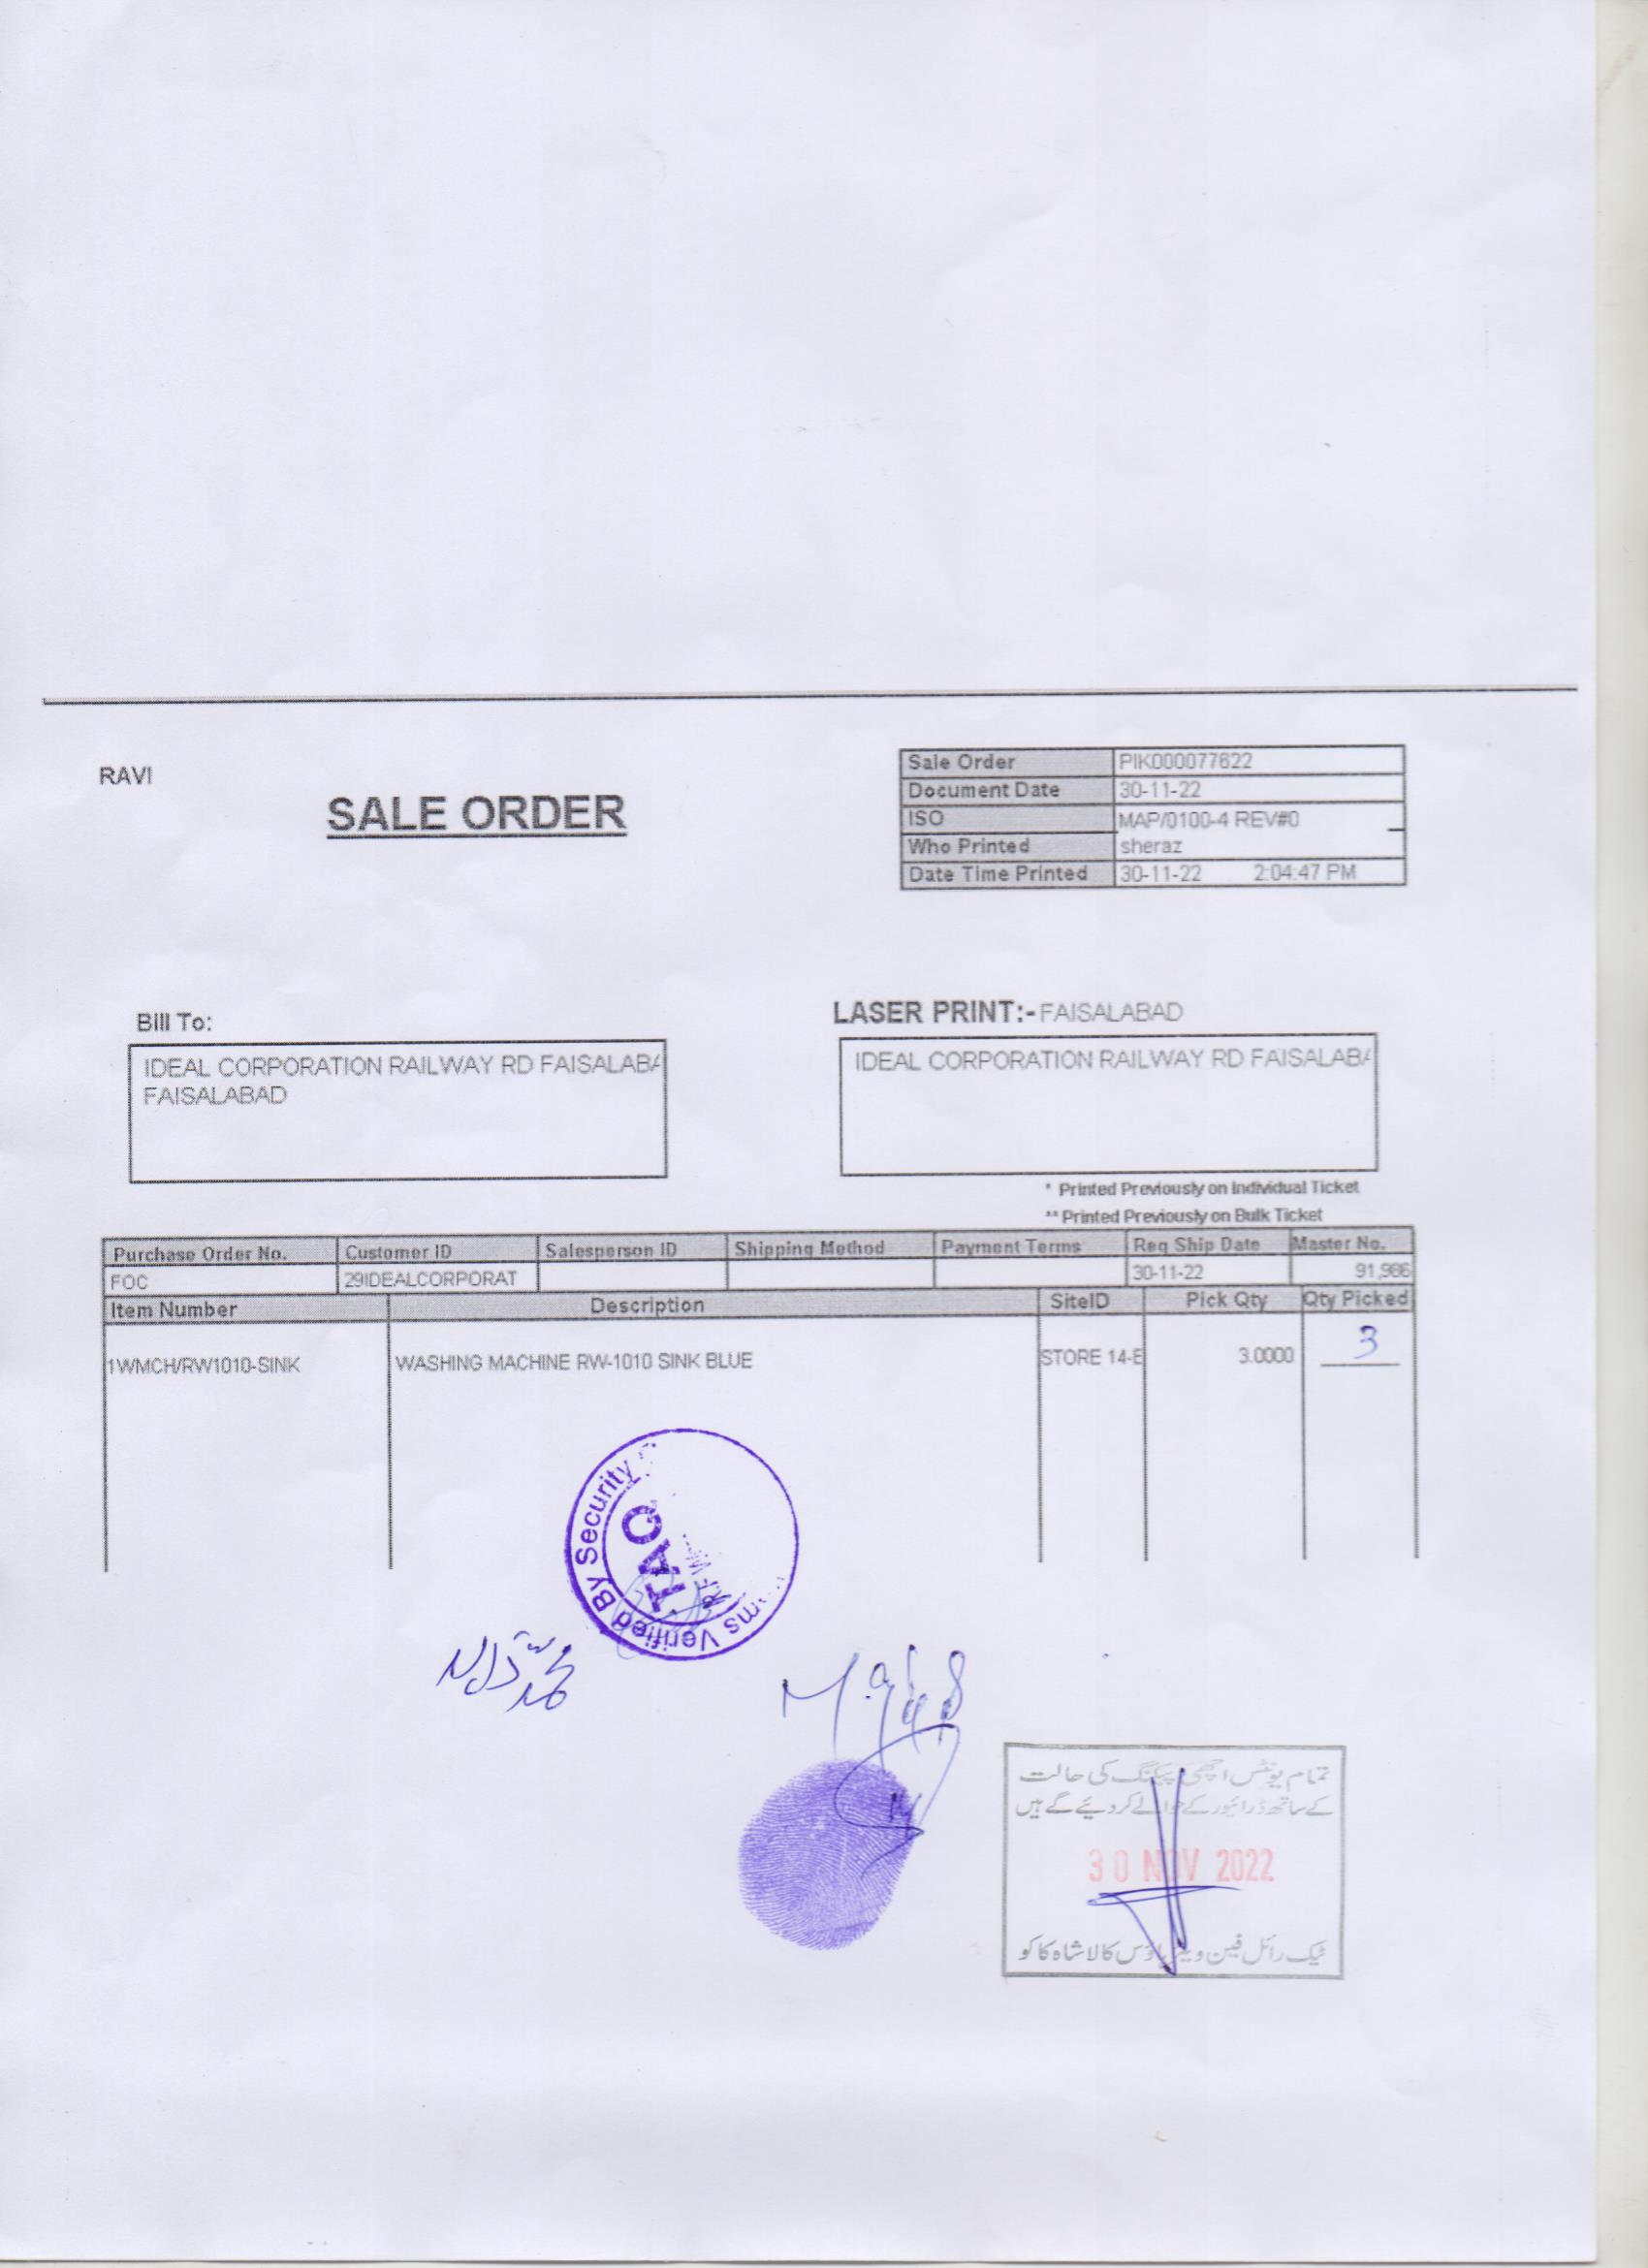 RAVI
SALE ORDER
Sale Order PIK000077622
Document Date 30-11-22
ISO MAP/0100-4 REV#0
Who Printed sheraz
Date Time Printed 30-11-22 2:04:47 PM
Bill To:
IDEAL CORPORATION RAILWAY RD FAISALABA
FAISALABAD
LASER PRINT:- FAISALABAD
IDEAL CORPORATION RAILWAY RD FAISALABA
* Printed Previously on Individual Ticket
** Printed Previously on Bulk Ticket
Purchase Order No. Customer ID Salesperson ID Shipping Method Payment Terms Req Ship Date Master No.
FOC 29IDEALCORPORAT 30-11-22 91,986
Item Number Description SiteID Pick Qty Qty Picked
1WMCH/RW1010-SINK WASHING MACHINE RW-1010 SINK BLUE STORE 14-E 3.0000 3
Verified By Security
TAQ
تمام یونٹس اچھی پیکنگ کی حالت
کے ساتھ ڈرائیور کے حوالے کر دیئے گے ہیں
30 NOV 2022
ٹیک رائل فین ویئر ہاؤس کالا شاہ کاکو